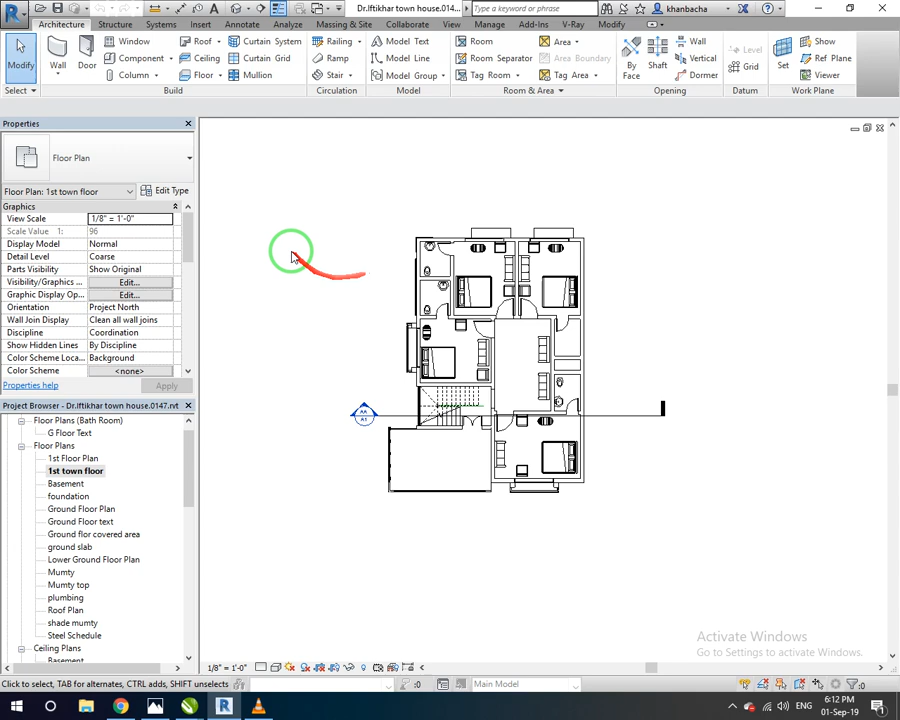 Dr.Iftikhar town house.014...
Type a keyword or phrase
khanbacha
Architecture Structure Systems Insert Annotate Analyze Massing & Site Collaborate View Manage Add-Ins V-Ray Modify
Modify
Wall
Door
Window
Component
Column
Roof
Ceiling
Floor
Curtain System
Curtain Grid
Mullion
Railing
Ramp
Stair
Model Text
Model Line
Model Group
Room
Room Separator
Tag Room
Area
Area Boundary
Tag Area
By Face
Shaft
Wall
Vertical
Dormer
Level
Grid
Set
Show
Ref Plane
Viewer
Select Build Circulation Model Room & Area Opening Datum Work Plane
Properties
Floor Plan
Floor Plan: 1st town floor Edit Type
Graphics
View Scale 1/8" = 1'-0"
Scale Value 1: 96
Display Model Normal
Detail Level Coarse
Parts Visibility Show Original
Visibility/Graphics ... Edit...
Graphic Display Op... Edit...
Orientation Project North
Wall Join Display Clean all wall joins
Discipline Coordination
Show Hidden Lines By Discipline
Color Scheme Loca... Background
Color Scheme <none>
Properties help Apply
Project Browser - Dr.Iftikhar town house.0147.rvt
Floor Plans (Bath Room)
G Floor Text
Floor Plans
1st Floor Plan
1st town floor
Basement
foundation
Ground Floor Plan
Ground Floor text
Ground flor covered area
ground slab
Lower Ground Floor Plan
Mumty
Mumty top
plumbing
Roof Plan
shade mumty
Steel Schedule
Ceiling Plans
Basement
AA
A1
Activate Windows
Go to Settings to activate Windows.
1/8" = 1'-0"
Click to select, TAB for alternates, CTRL adds, SHIFT unselects
:0
Main Model
:0
6:12 PM
01-Sep-19